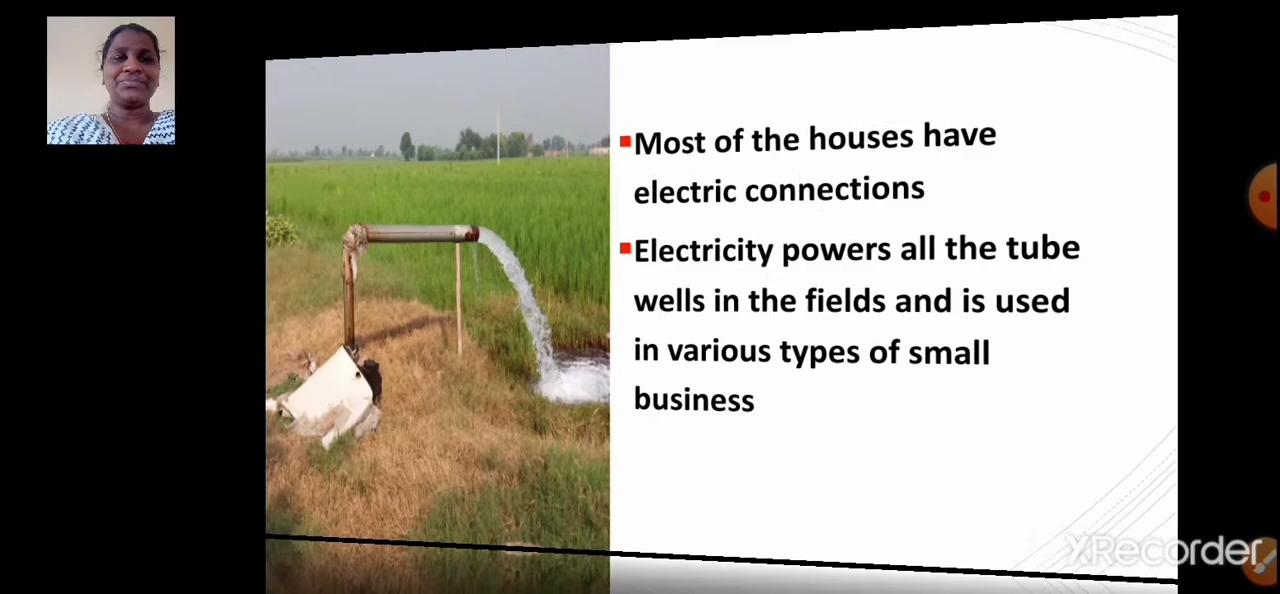 Most of the houses have
electric connections
Electricity powers all the tube
wells in the fields and is used
in various types of small
business
XRecorder